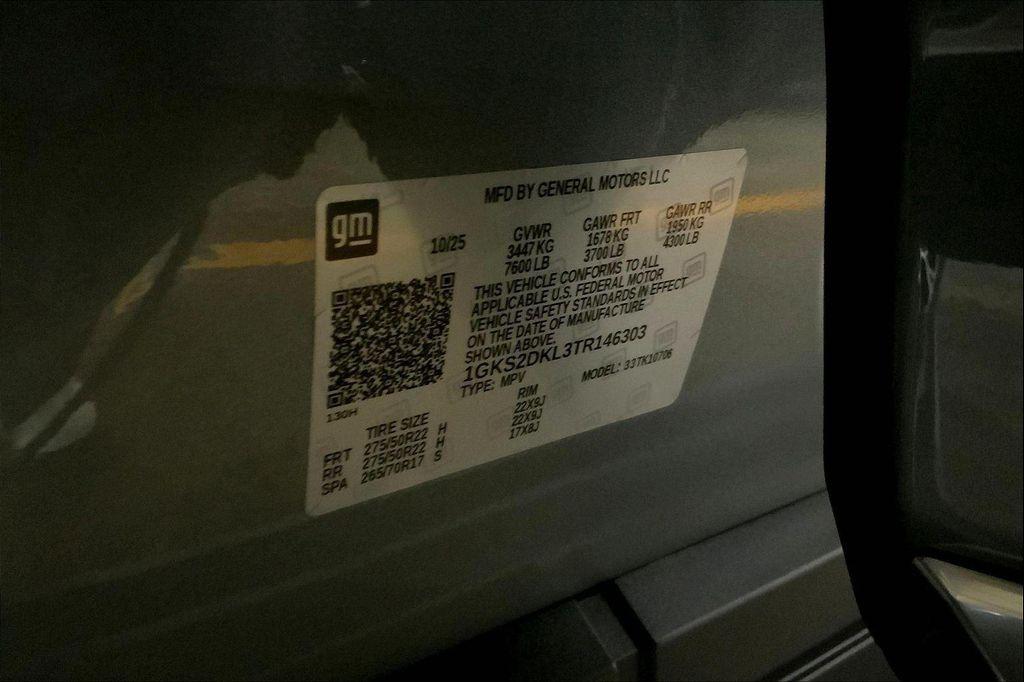 gm
MFD BY GENERAL MOTORS LLC
10/25
GVWR GAWR FRT GAWR RR
3447 KG 1678 KG 1950 KG
7600 LB 3700 LB 4300 LB
THIS VEHICLE CONFORMS TO ALL
APPLICABLE U.S. FEDERAL MOTOR
VEHICLE SAFETY STANDARDS IN EFFECT
ON THE DATE OF MANUFACTURE
SHOWN ABOVE.
1GKS2DKL3TR146303
TYPE: MPV MODEL: 33TK10706
130H
TIRE SIZE RIM
FRT 275/50R22 H 22X9J
RR 275/50R22 H 22X9J
SPA 265/70R17 S 17X8J